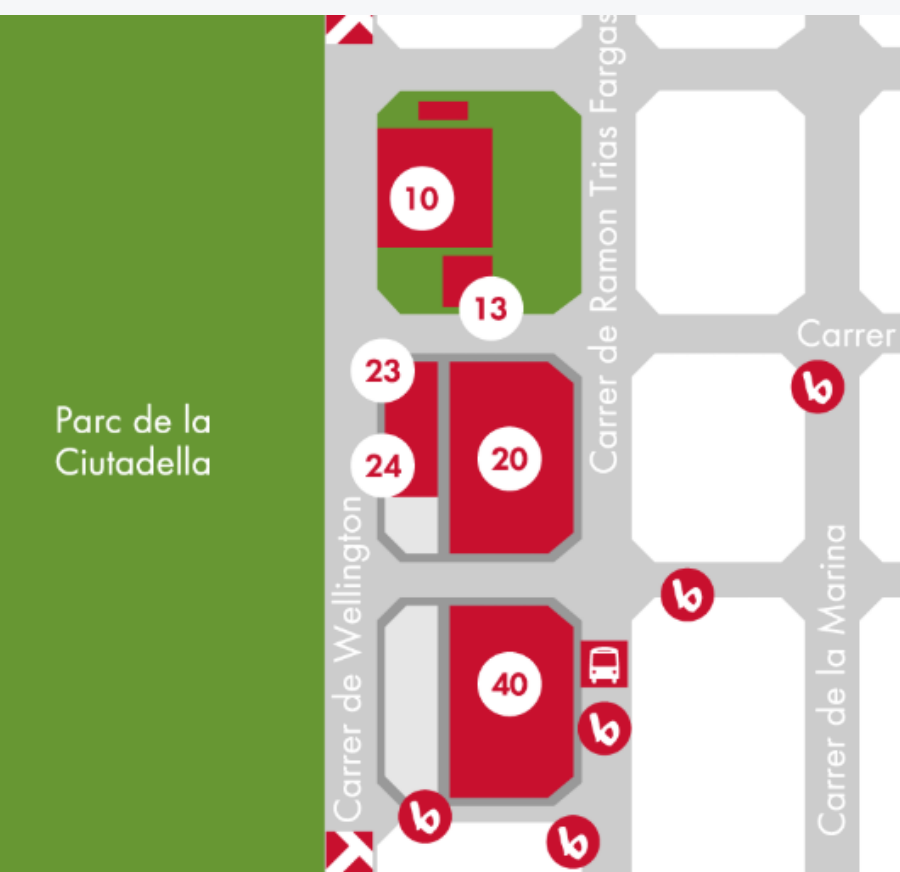 Carrer de Ramon Trias Fargas
10
13
Carrer
23
24
20
Parc de la
Ciutadella
Carrer de Wellington
Carrer de la Marina
40
b
b
b
b
b